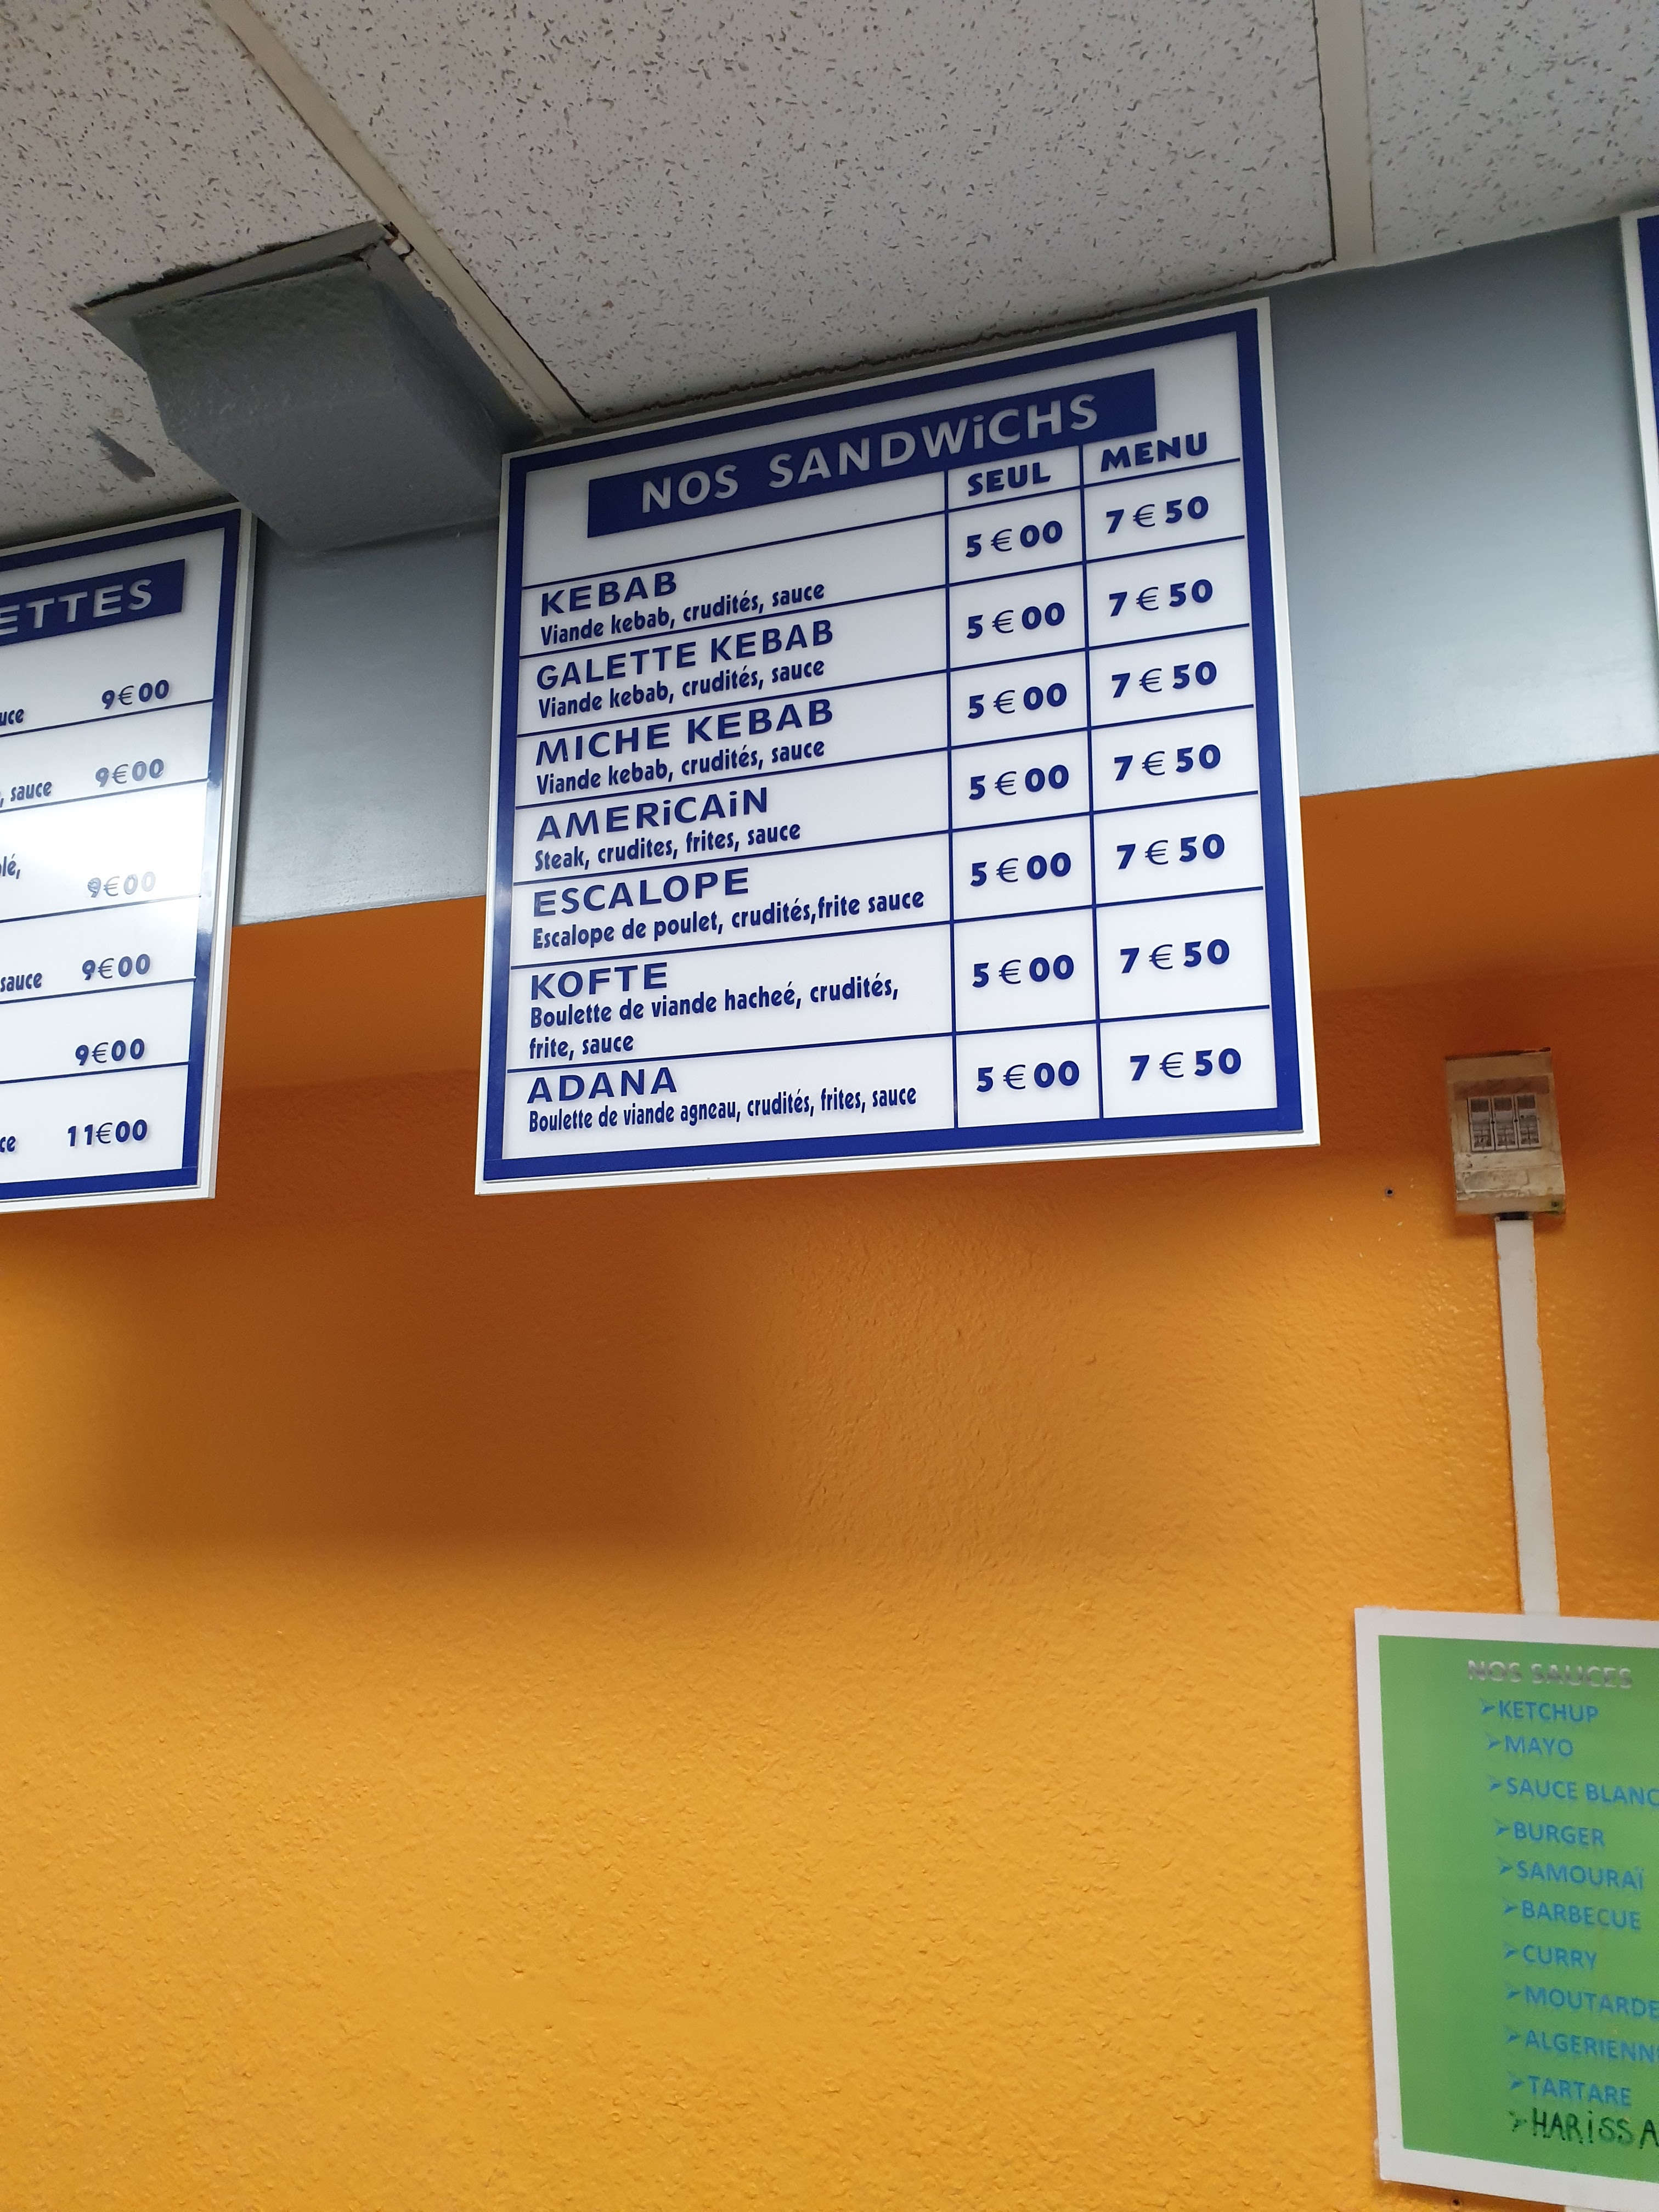 ETTES
uce 9€00
, sauce 9€00
lé,
9€00
sauce 9€00
9€00
ce 11€00
NOS SANDWiCHS
SEUL MENU
KEBAB 5€00 7€50
Viande kebab, crudités, sauce
GALETTE KEBAB 5€00 7€50
Viande kebab, crudités, sauce
MICHE KEBAB 5€00 7€50
Viande kebab, crudités, sauce
AMERiCAiN 5€00 7€50
Steak, crudites, frites, sauce
ESCALOPE 5€00 7€50
Escalope de poulet, crudités,frite sauce
KOFTE 5€00 7€50
Boulette de viande hacheé, crudités,
frite, sauce
ADANA 5€00 7€50
Boulette de viande agneau, crudités, frites, sauce
NOS SAUCES
➢KETCHUP
➢MAYO
➢SAUCE BLANC
➢BURGER
➢SAMOURAÏ
➢BARBECUE
➢CURRY
➢MOUTARDE
➢ALGERIENN
➢TARTARE
➢HARiSSA